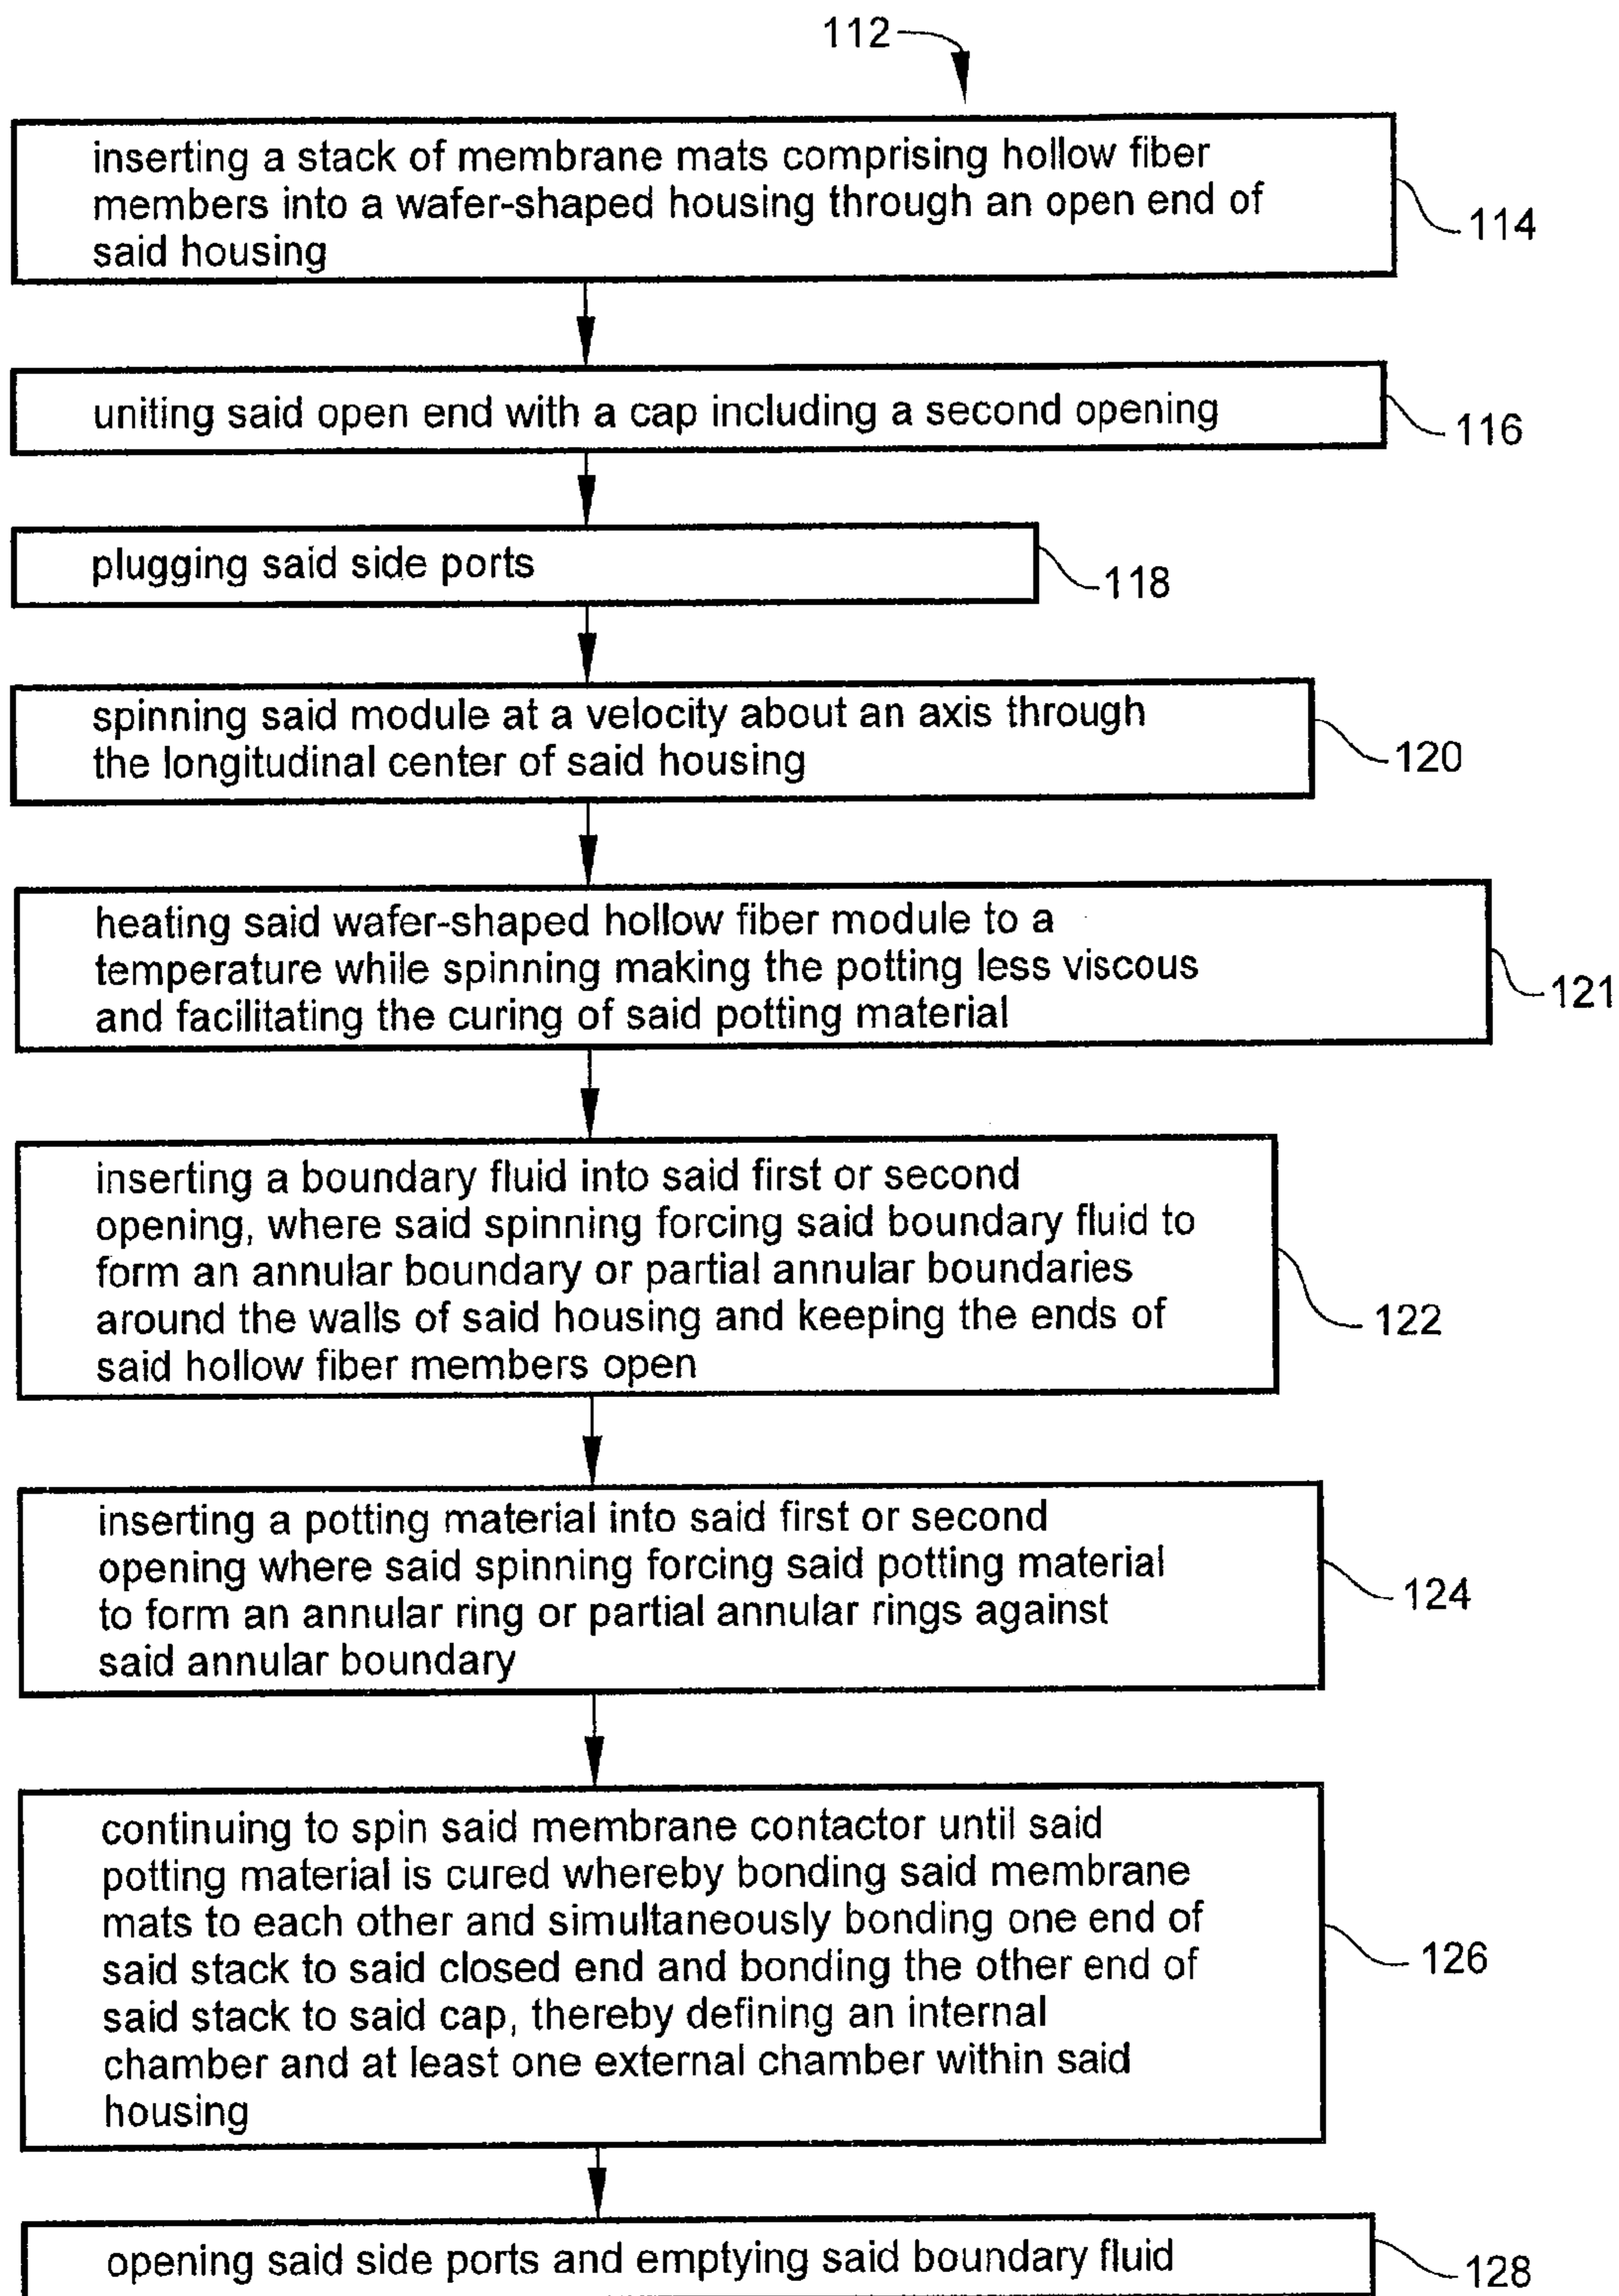 112
inserting a stack of membrane mats comprising hollow fiber
members into a wafer-shaped housing through an open end of
said housing
114
uniting said open end with a cap including a second opening
116
plugging said side ports
118
spinning said module at a velocity about an axis through
the longitudinal center of said housing
120
heating said wafer-shaped hollow fiber module to a
temperature while spinning making the potting less viscous
and facilitating the curing of said potting material
121
inserting a boundary fluid into said first or second
opening, where said spinning forcing said boundary fluid to
form an annular boundary or partial annular boundaries
around the walls of said housing and keeping the ends of
said hollow fiber members open
122
inserting a potting material into said first or second
opening where said spinning forcing said potting material
to form an annular ring or partial annular rings against
said annular boundary
124
continuing to spin said membrane contactor until said
potting material is cured whereby bonding said membrane
mats to each other and simultaneously bonding one end of
said stack to said closed end and bonding the other end of
said stack to said cap, thereby defining an internal
chamber and at least one external chamber within said
housing
126
opening said side ports and emptying said boundary fluid
128